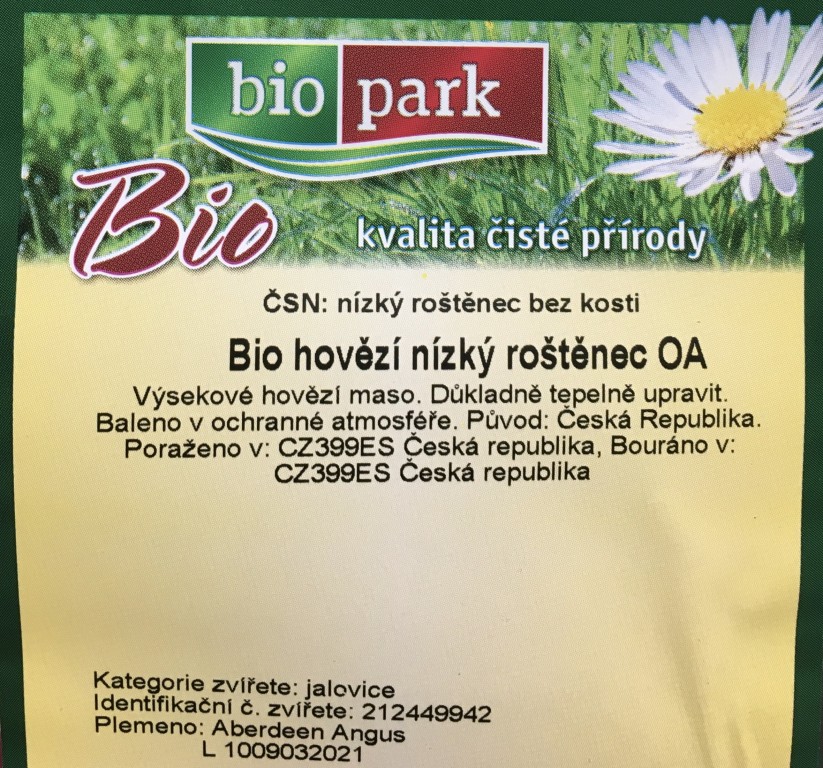 bio park
Bio
kvalita čisté přírody
ČSN: nízký roštěnec bez kosti
Bio hovězí nízký roštěnec OA
Výsekové hovězí maso. Důkladně tepelně upravit.
Baleno v ochranné atmosféře. Původ: Česká Republika.
Poraženo v: CZ399ES Česká republika, Bouráno v:
CZ399ES Česká republika
Kategorie zvířete: jalovice
Identifikační č. zvířete: 212449942
Plemeno: Aberdeen Angus
L 1009032021